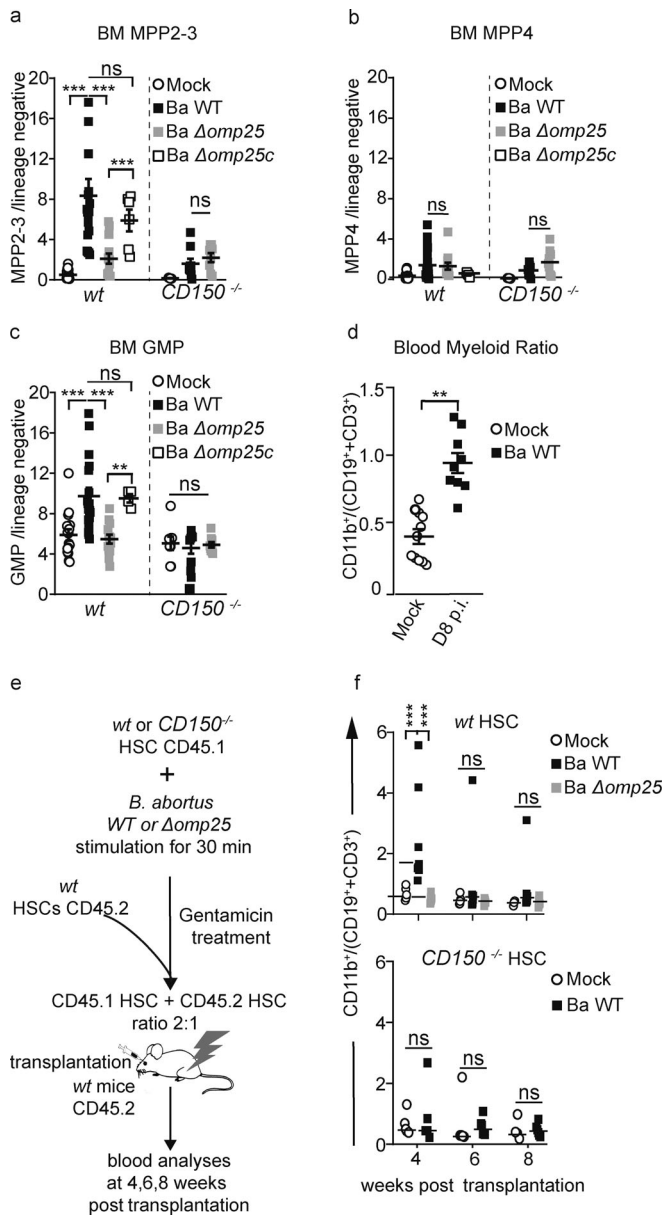 a
BM MPP2-3
ns
*** ***
***
ns
Mock
Ba WT
Ba Δomp25
Ba Δomp25c
MPP2-3 /lineage negative
20
16
12
8
4
0
wt
CD150 -/-
b
BM MPP4
Mock
Ba WT
Ba Δomp25
Ba Δomp25c
ns
ns
MPP4 /lineage negative
20
16
12
8
4
0
wt
CD150 -/-
c
BM GMP
ns
*** ***
**
ns
Mock
Ba WT
Ba Δomp25
Ba Δomp25c
GMP /lineage negative
20
16
12
8
4
0
wt
CD150 -/-
d
Blood Myeloid Ratio
**
Mock
Ba WT
CD11b+/(CD19++CD3+)
1.5
1.0
0.5
0
Mock
D8 p.i.
e
wt or CD150-/-
HSC CD45.1
+
B. abortus
WT or Δomp25
stimulation for 30 min
wt
HSCs CD45.2
Gentamicin
treatment
CD45.1 HSC + CD45.2 HSC
ratio 2:1
transplantation
wt mice
CD45.2
blood analyses
at 4,6,8 weeks
post transplantation
f
*** ***
wt HSC
Mock
Ba WT
Ba Δomp25
ns
ns
6
4
2
0
CD11b+/(CD19++CD3+)
CD150 -/- HSC
Mock
Ba WT
ns
ns
ns
6
4
2
0
4
6
8
weeks post transplantation